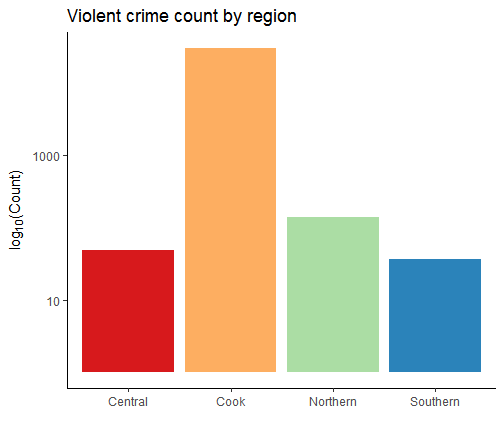 Violent crime count by region
log10(Count)
1000
10
Central Cook Northern Southern